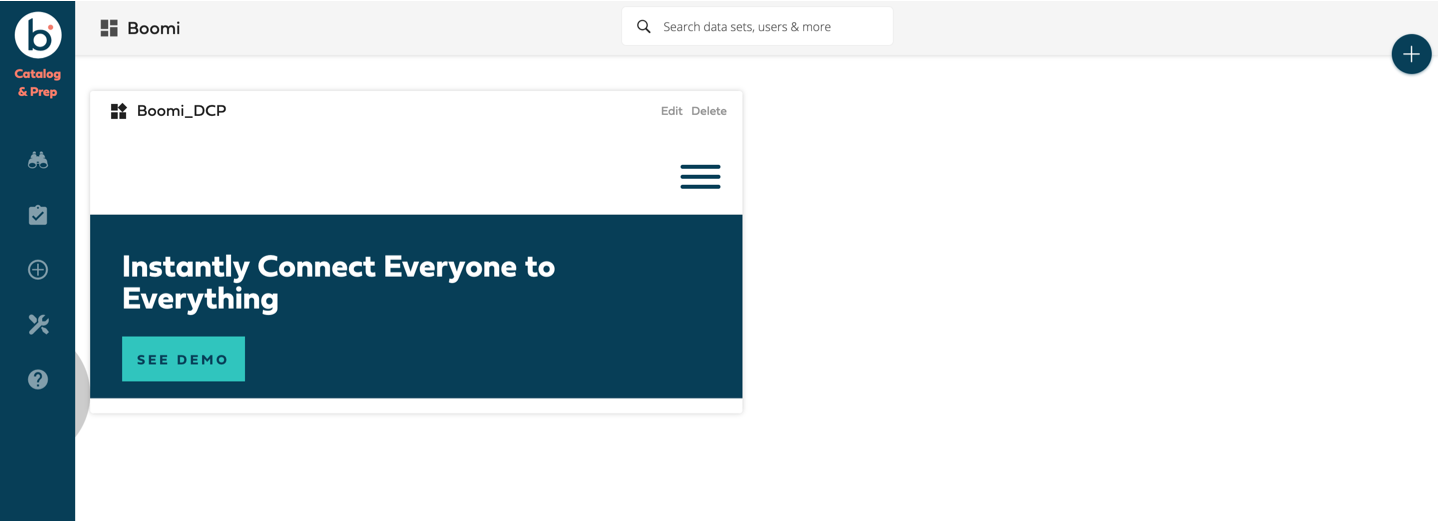 b
Catalog
& Prep
Boomi
Search data sets, users & more
Boomi_DCP
Edit Delete
Instantly Connect Everyone to
Everything
SEE DEMO